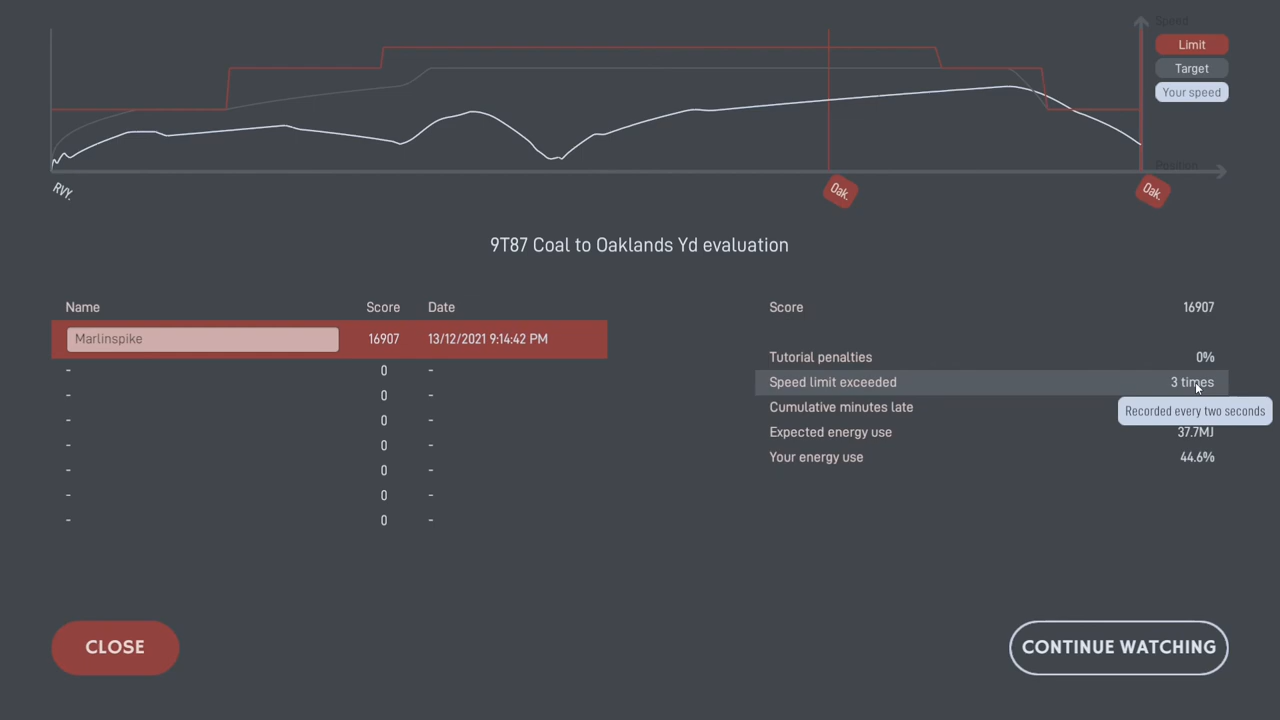 Speed
Limit
Target
Your speed
Position
RVY.
Oak.
Oak.
9T87 Coal to Oaklands Yd evaluation
Name Score Date
Marlinspike 16907 13/12/2021 9:14:42 PM
- 0 -
- 0 -
- 0 -
- 0 -
- 0 -
- 0 -
- 0 -
Score 16907
Tutorial penalties 0%
Speed limit exceeded 3 times
Cumulative minutes late
Recorded every two seconds
Expected energy use 37.7MJ
Your energy use 44.6%
CLOSE
CONTINUE WATCHING